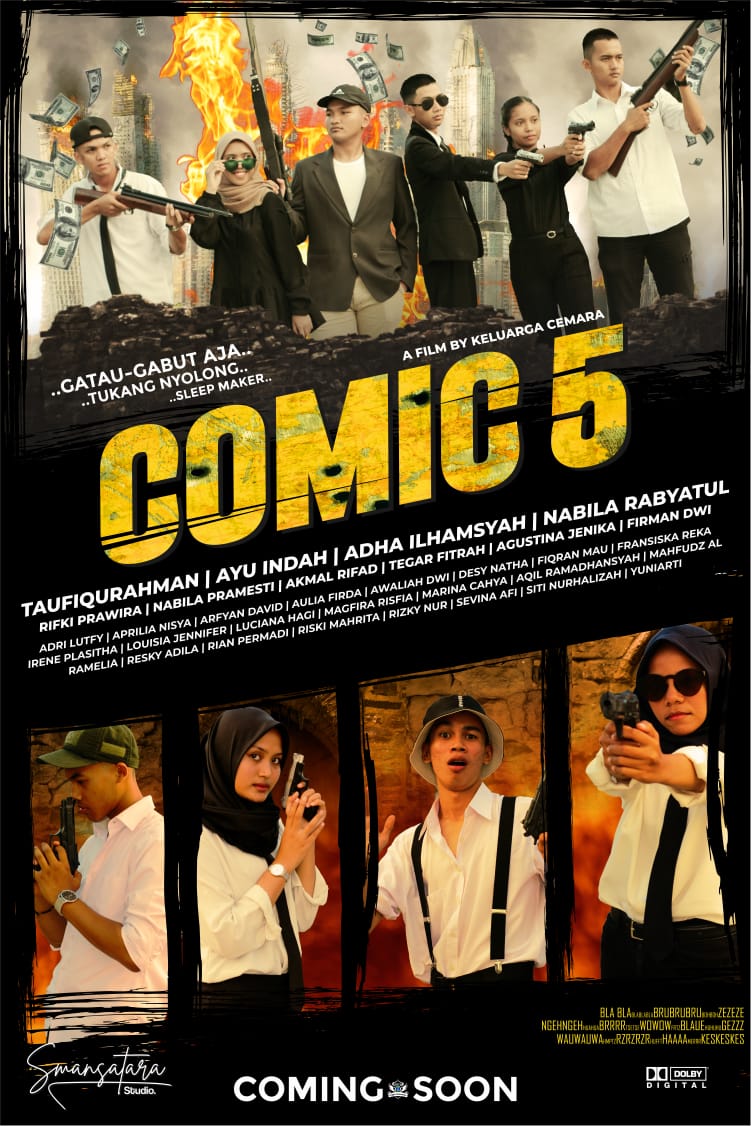 ..GATAU-GABUT AJA..
..TUKANG NYOLONG..
..SLEEP MAKER..
A FILM BY KELUARGA CEMARA
COMIC 5
TAUFIQURAHMAN | AYU INDAH | ADHA ILHAMSYAH | NABILA RABYATUL
RIFKI PRAWIRA | NABILA PRAMESTI | AKMAL RIFAD | TEGAR FITRAH | AGUSTINA JENIKA | FIRMAN DWI
ADRI LUTFY | APRILIA NISYA | ARFYAN DAVID | AULIA FIRDA | AWALIAH DWI | DESY NATHA | FIQRAN MAU | FRANSISKA REKA
IRENE PLASITHA | LOUISIA JENNIFER | LUCIANA HAGI | MAGFIRA RISFIA | MARINA CAHYA | AQIL RAMADHANSYAH | MAHFUDZ AL
RAMELIA | RESKY ADILA | RIAN PERMADI | RISKI MAHRITA | RIZKY NUR | SEVINA AFI | SITI NURHALIZAH | YUNIARTI
BLA BLABLABLABLABRUBRUBRU ZEZEZE
NGEHNGEH BRRRR WOWOW BLAUE GEZZZ
WAUWAUWA RZRZRZR HAAAA KESKESKES
Smansatara
Studio.
COMING SOON
DOLBY
DIGITAL